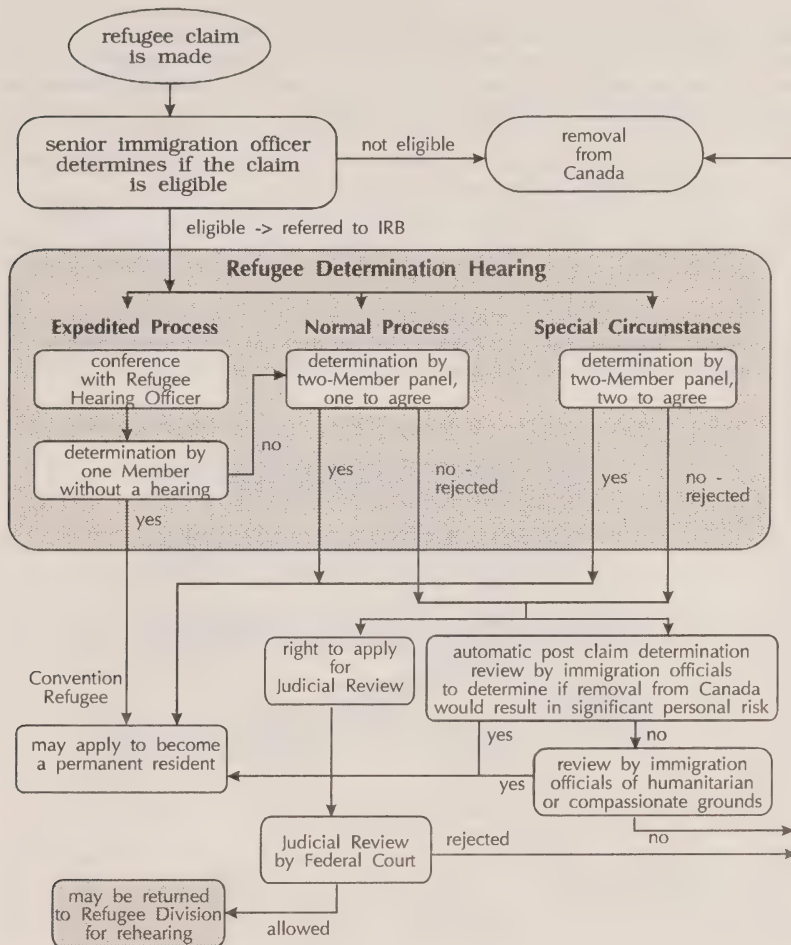 refugee claim
is made
senior immigration officer
determines if the claim
is eligible
not eligible
removal
from
Canada
eligible -> referred to IRB
Refugee Determination Hearing
Expedited Process
Normal Process
Special Circumstances
conference
with Refugee
Hearing Officer
determination by
two-Member panel,
one to agree
determination by
two-Member panel,
two to agree
no
determination by
one Member
without a hearing
yes
yes
no -
rejected
yes
no -
rejected
right to apply
for
Judicial Review
automatic post claim determination
review by immigration officials
to determine if removal from Canada
would result in significant personal risk
Convention
Refugee
yes
no
may apply to become
a permanent resident
yes
review by immigration
officials of humanitarian
or compassionate grounds
Judicial Review
by Federal Court
rejected
no
may be returned
to Refugee Division
for rehearing
allowed